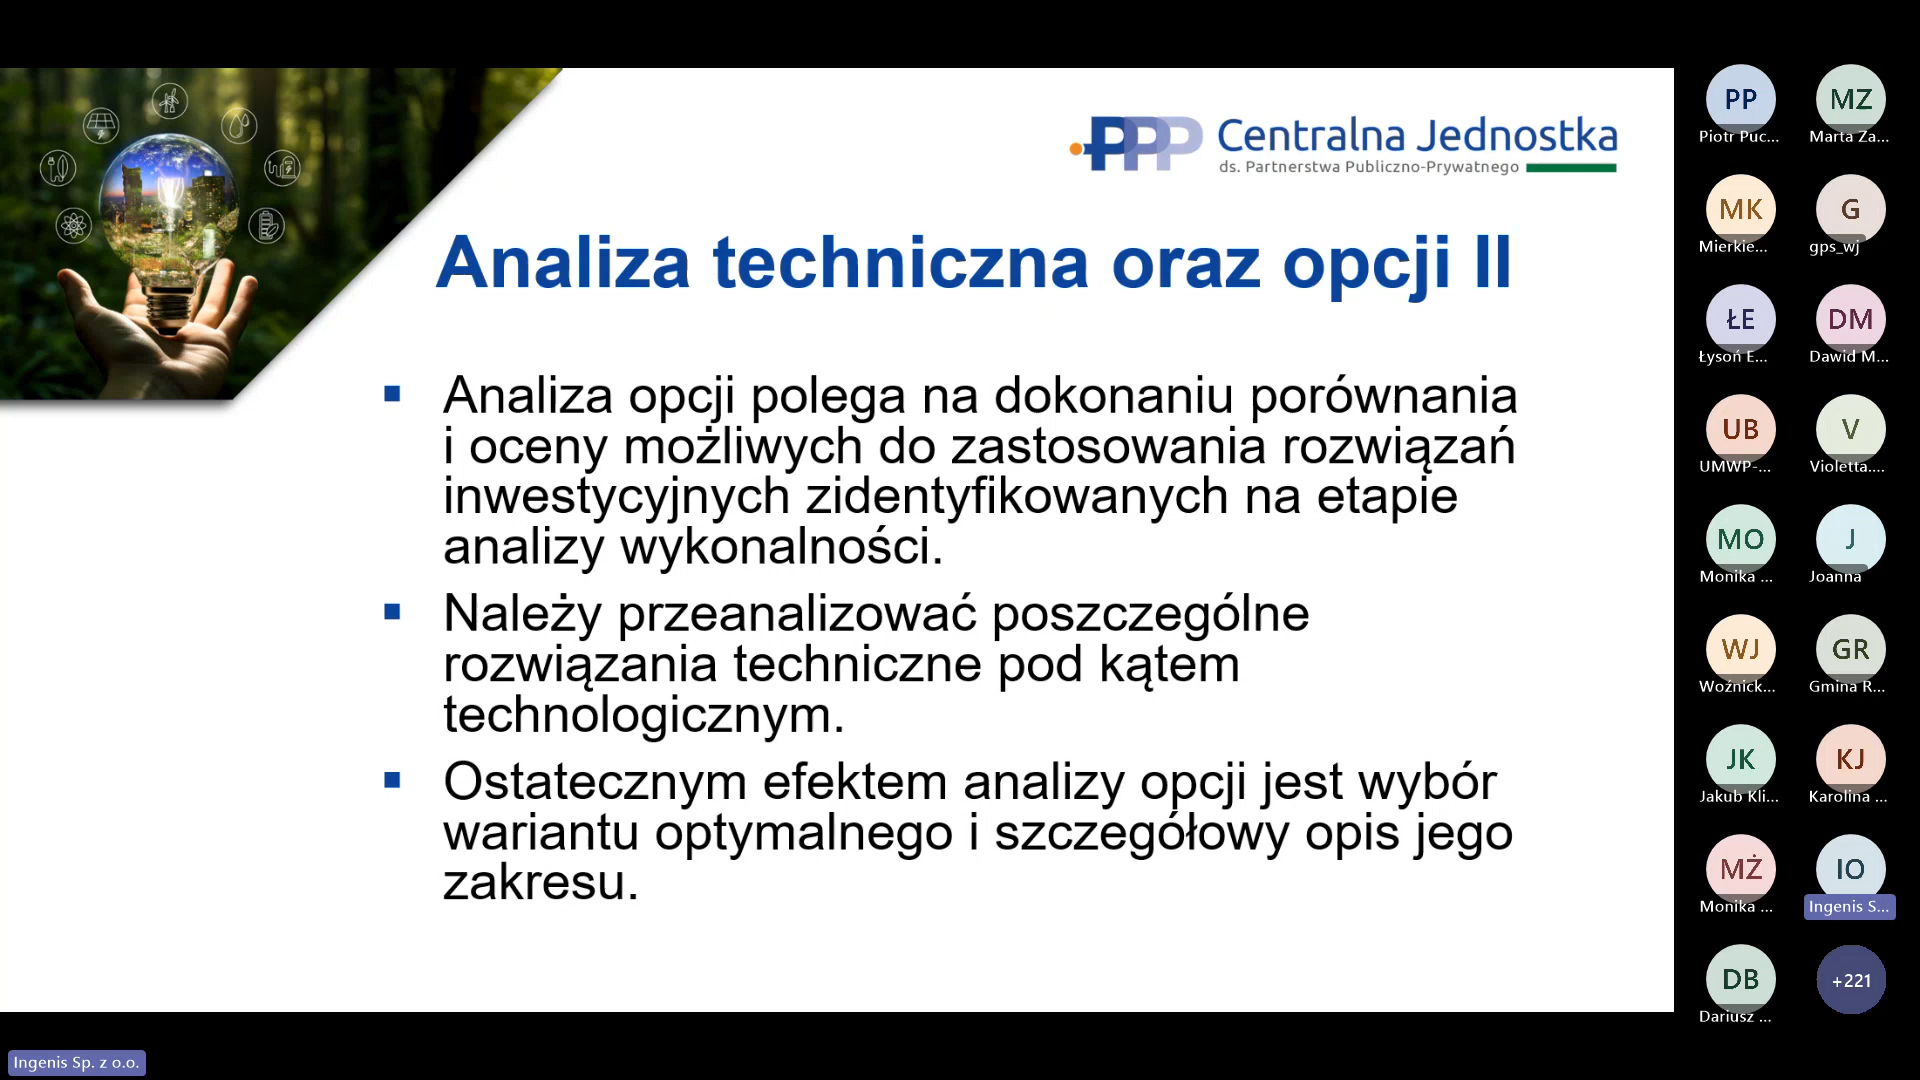 PPP Centralna Jednostka
ds. Partnerstwa Publiczno-Prywatnego
Analiza techniczna oraz opcji II
▪ Analiza opcji polega na dokonaniu porównania
i oceny możliwych do zastosowania rozwiązań
inwestycyjnych zidentyfikowanych na etapie
analizy wykonalności.
▪ Należy przeanalizować poszczególne
rozwiązania techniczne pod kątem
technologicznym.
▪ Ostatecznym efektem analizy opcji jest wybór
wariantu optymalnego i szczegółowy opis jego
zakresu.
PP MZ
Piotr Puc... Marta Za...
MK G
Mierkie... gps_wj
ŁE DM
Łysoń E... Dawid M...
UB V
UMWP-... Violetta....
MO J
Monika ... Joanna
WJ GR
Woźnick... Gmina R...
JK KJ
Jakub Kli... Karolina ...
MŻ IO
Monika ... Ingenis S...
DB +221
Dariusz ...
Ingenis Sp. z o.o.